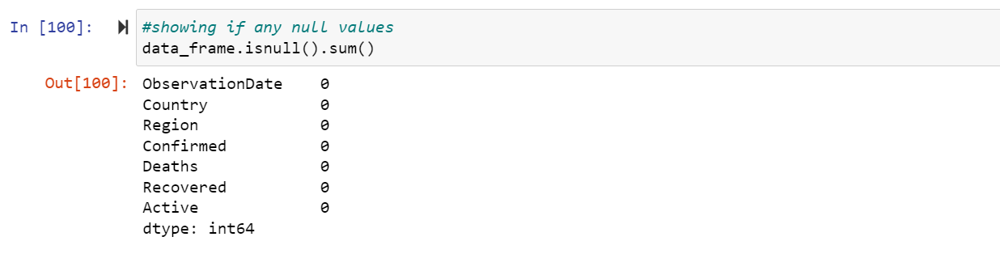 In [100]: #showing if any null values
data_frame.isnull().sum()
Out[100]: ObservationDate    0
Country            0
Region             0
Confirmed          0
Deaths             0
Recovered          0
Active             0
dtype: int64